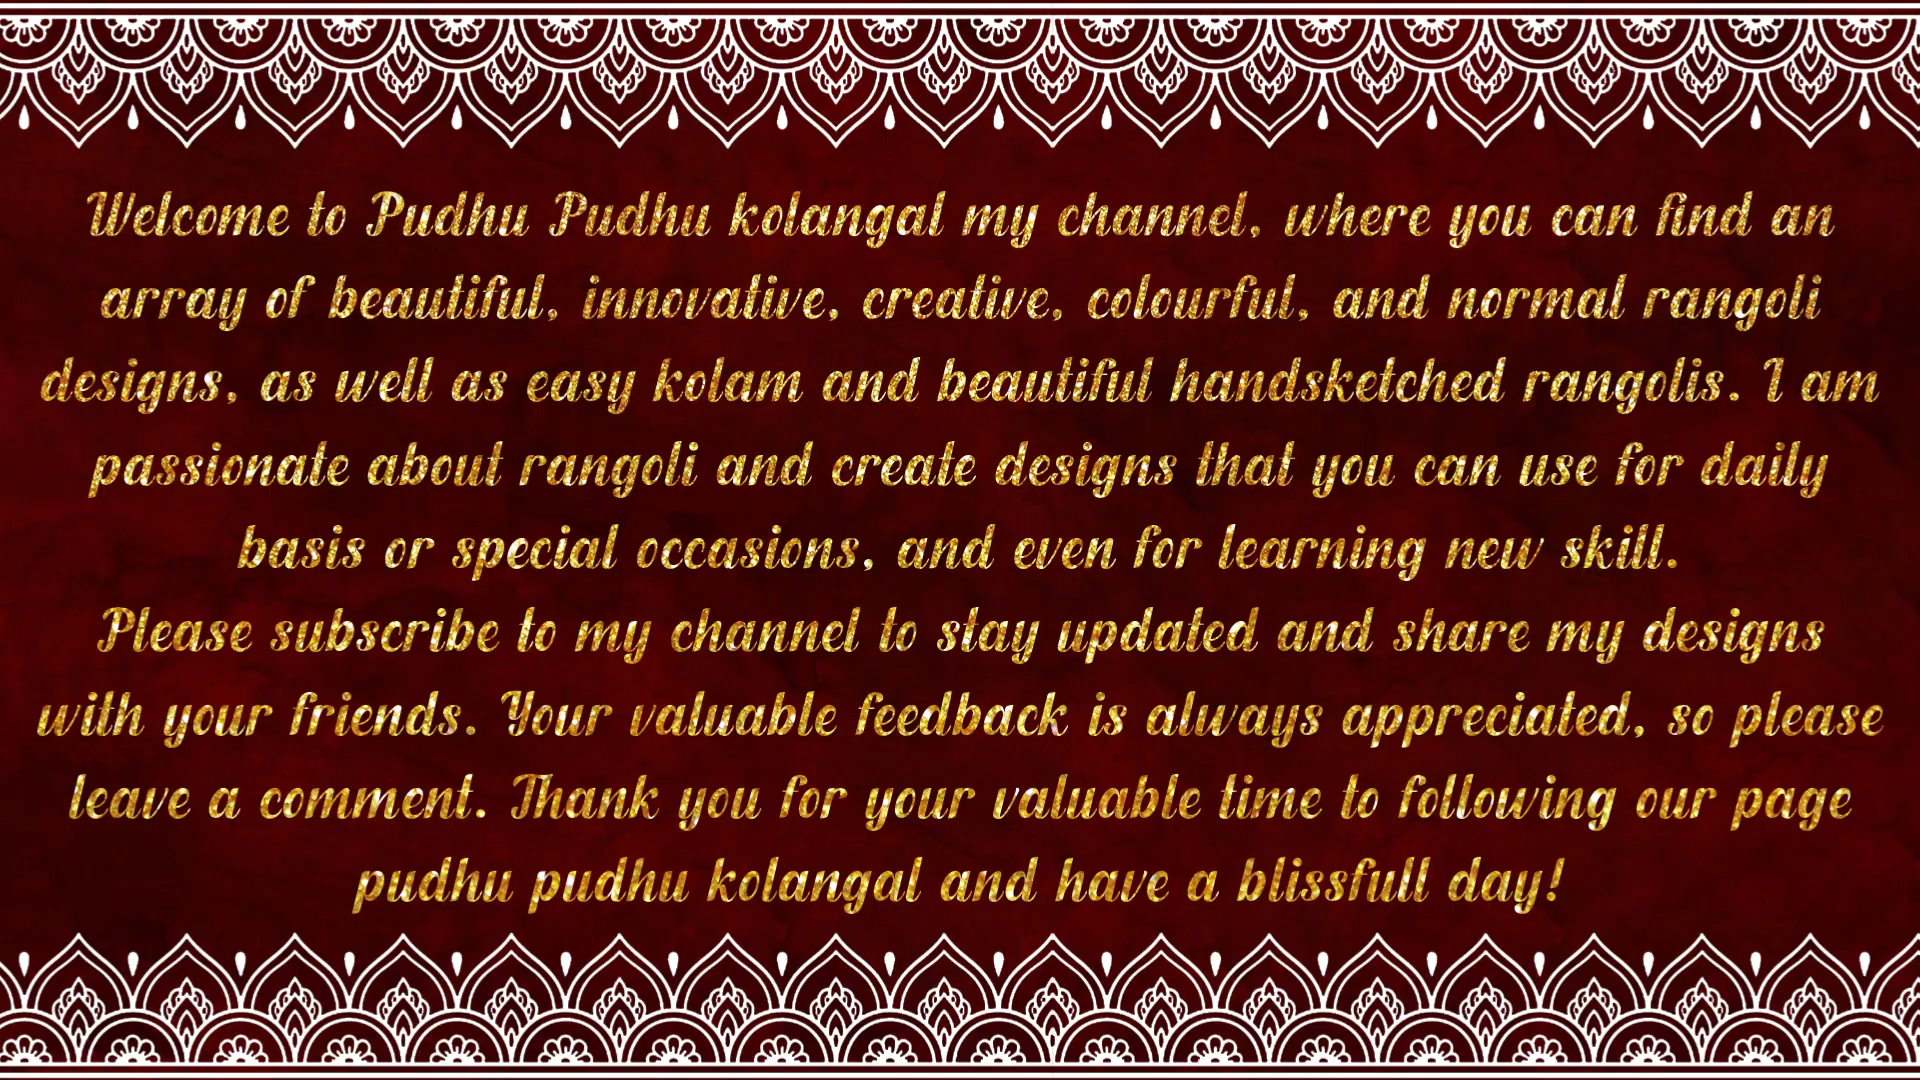 Welcome to Pudhu Pudhu kolangal my channel, where you can find an
array of beautiful, innovative, creative, colourful, and normal rangoli
designs, as well as easy kolam and beautiful handsketched rangolis. I am
passionate about rangoli and create designs that you can use for daily
basis or special occasions, and even for learning new skill.
Please subscribe to my channel to stay updated and share my designs
with your friends. Your valuable feedback is always appreciated, so please
leave a comment. Thank you for your valuable time to following our page
pudhu pudhu kolangal and have a blissfull day!